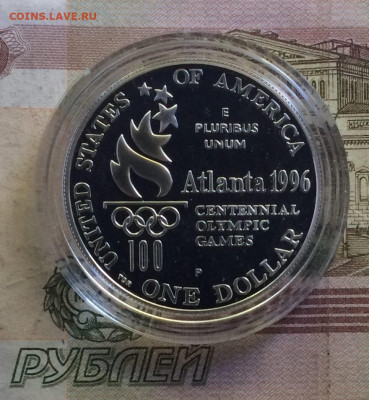 COINS.LAVE.RU
UNITED STATES OF AMERICA
E
PLURIBUS
UNUM
Atlanta 1996
CENTENNIAL
OLYMPIC
GAMES
100
P
ONE DOLLAR
РУБЛЕЙ